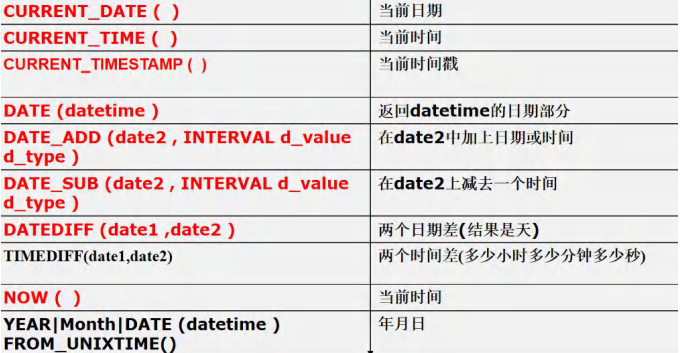 CURRENT_DATE ( ) 当前日期
CURRENT_TIME ( ) 当前时间
CURRENT_TIMESTAMP ( ) 当前时间戳
DATE (datetime ) 返回datetime的日期部分
DATE_ADD (date2 , INTERVAL d_value 在date2中加上日期或时间
d_type )
DATE_SUB (date2 , INTERVAL d_value 在date2上减去一个时间
d_type )
DATEDIFF (date1 ,date2 ) 两个日期差(结果是天)
TIMEDIFF(date1,date2) 两个时间差(多少小时多少分钟多少秒)
NOW ( ) 当前时间
YEAR|Month|DATE (datetime ) 年月日
FROM_UNIXTIME()